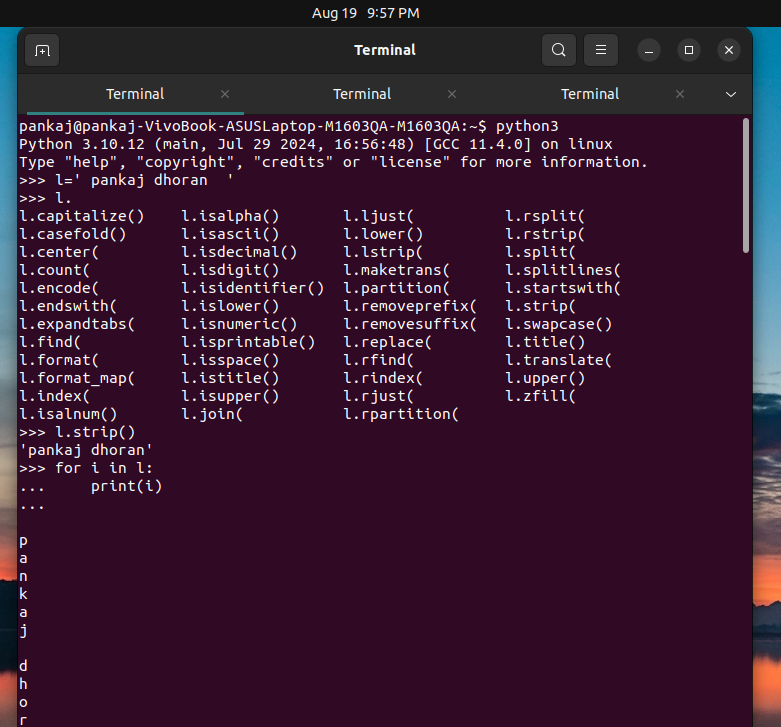 Aug 19 9:57 PM
Terminal
Terminal Terminal Terminal
pankaj@pankaj-VivoBook-ASUSLaptop-M1603QA-M1603QA:~$ python3
Python 3.10.12 (main, Jul 29 2024, 16:56:48) [GCC 11.4.0] on linux
Type "help", "copyright", "credits" or "license" for more information.
>>> l=' pankaj dhoran  '
>>> l.
l.capitalize()    l.isalpha()       l.ljust(          l.rsplit(
l.casefold()      l.isascii()       l.lower()         l.rstrip(
l.center(         l.isdecimal()     l.lstrip(         l.split(
l.count(          l.isdigit()       l.maketrans(      l.splitlines(
l.encode(         l.isidentifier()  l.partition(      l.startswith(
l.endswith(       l.islower()       l.removeprefix(   l.strip(
l.expandtabs(     l.isnumeric()     l.removesuffix(   l.swapcase()
l.find(           l.isprintable()   l.replace(        l.title()
l.format(         l.isspace()       l.rfind(          l.translate(
l.format_map(     l.istitle()       l.rindex(         l.upper()
l.index(          l.isupper()       l.rjust(          l.zfill(
l.isalnum()       l.join(           l.rpartition(
>>> l.strip()
'pankaj dhoran'
>>> for i in l:
...     print(i)
...
p
a
n
k
a
j
d
h
o
r